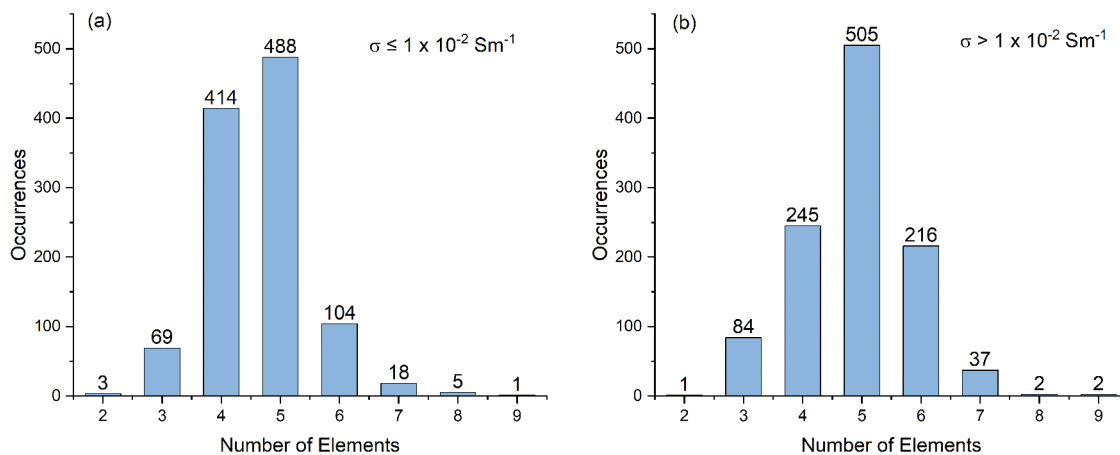 (a)
σ ≤ 1 x 10⁻² Sm⁻¹
500
400
300
200
100
0
Occurrences
3
69
414
488
104
18
5
1
2 3 4 5 6 7 8 9
Number of Elements
(b)
σ > 1 x 10⁻² Sm⁻¹
500
400
300
200
100
0
Occurrences
1
84
245
505
216
37
2
2
2 3 4 5 6 7 8 9
Number of Elements